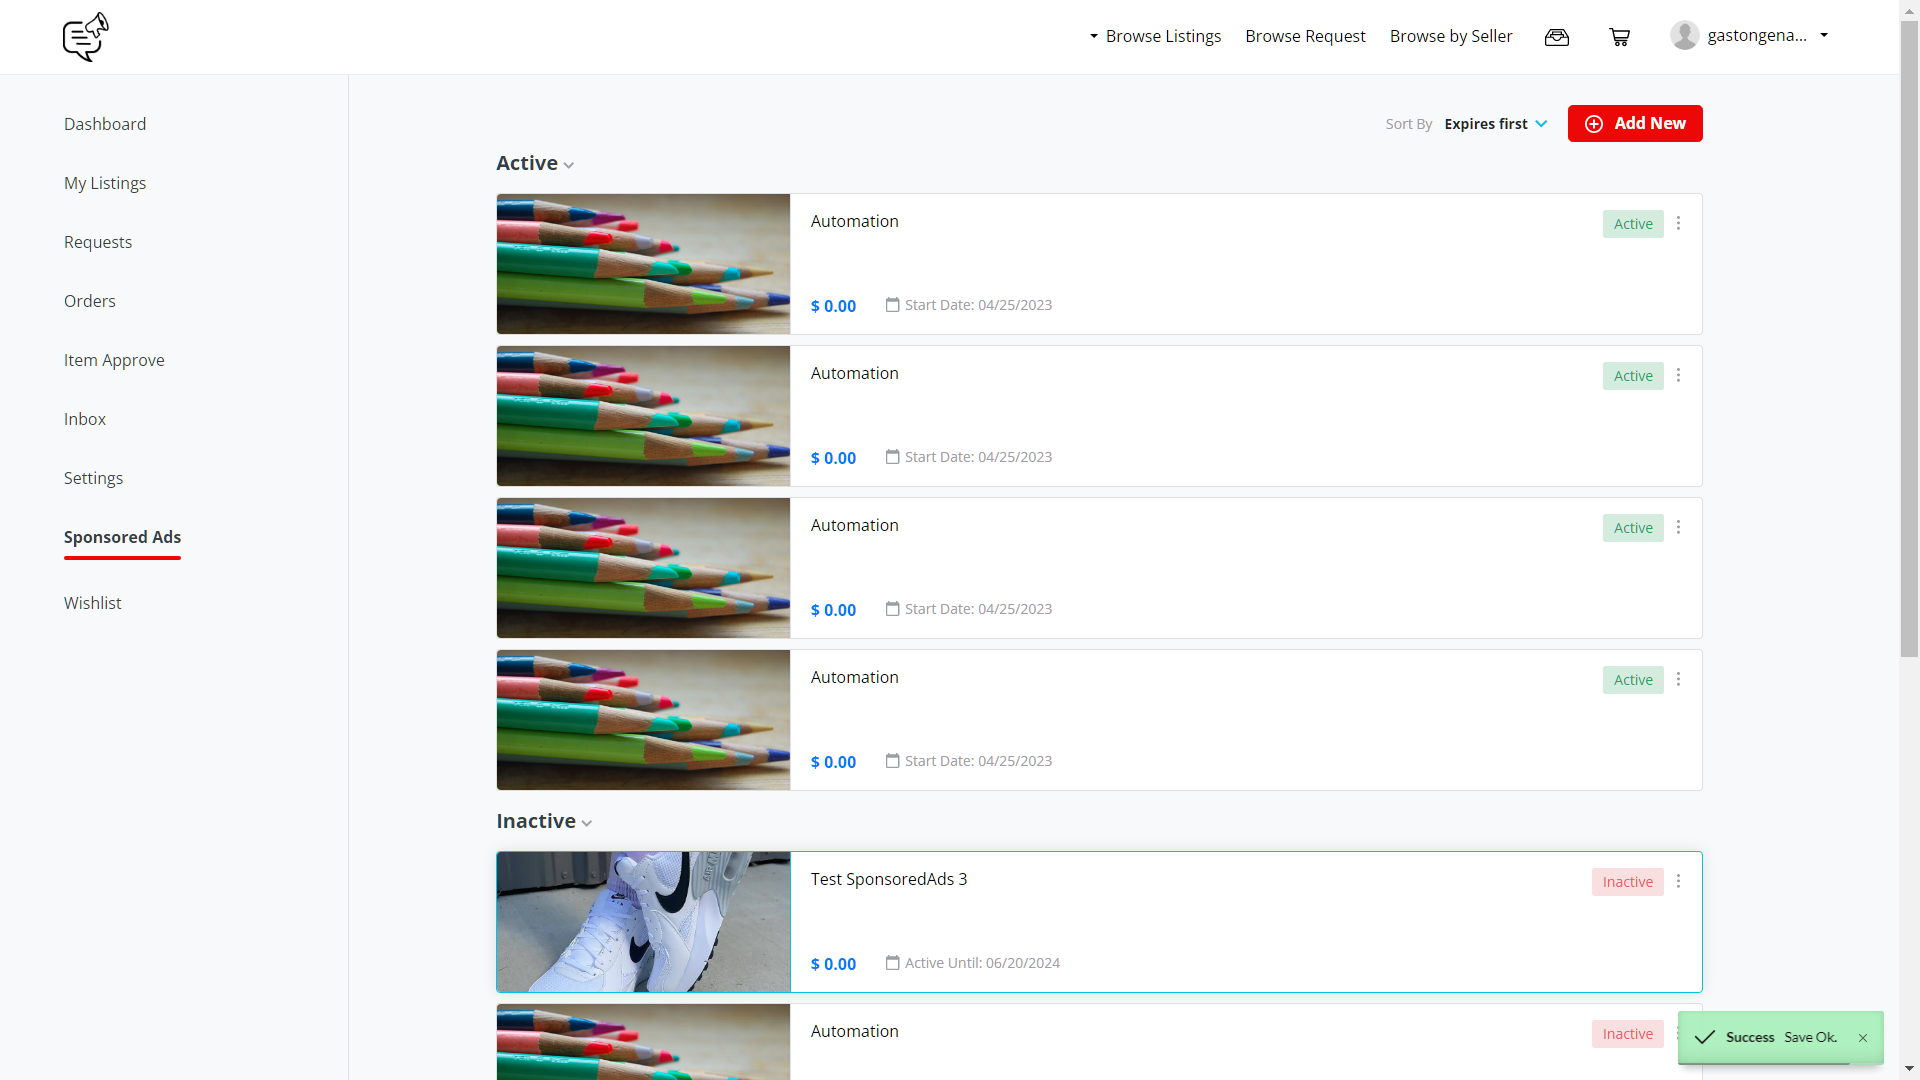 Browse Listings
Browse Request
Browse by Seller
gastongena...
Dashboard
My Listings
Requests
Orders
Item Approve
Inbox
Settings
Sponsored Ads
Wishlist
Sort By Expires first
Add New
Active
Automation
Active
$ 0.00
Start Date: 04/25/2023
Automation
Active
$ 0.00
Start Date: 04/25/2023
Automation
Active
$ 0.00
Start Date: 04/25/2023
Automation
Active
$ 0.00
Start Date: 04/25/2023
Inactive
Test SponsoredAds 3
Inactive
$ 0.00
Active Until: 06/20/2024
Automation
Inactive
Success Save Ok.